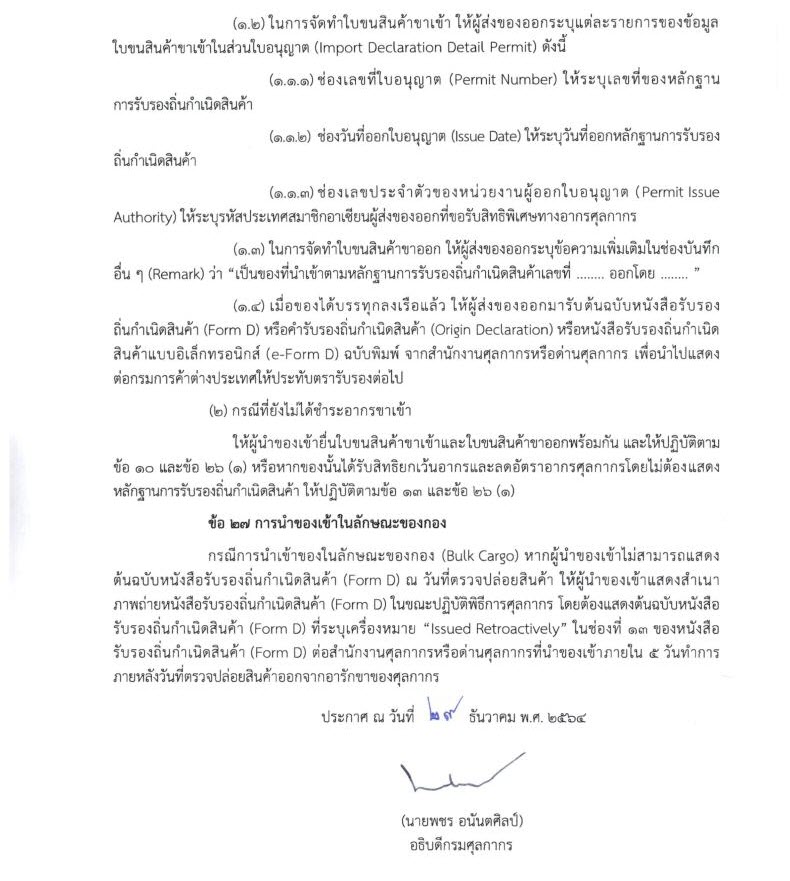 (๑.๒) ในการจัดทำใบขนสินค้าขาเข้า ให้ผู้ส่งของออกระบุแต่ละรายการของข้อมูล
ใบขนสินค้าขาเข้าในส่วนใบอนุญาต (Import Declaration Detail Permit) ดังนี้
(๑.๑.๑) ช่องเลขที่ใบอนุญาต (Permit Number) ให้ระบุเลขที่ของหลักฐาน
การรับรองถิ่นกำเนิดสินค้า
(๑.๑.๒) ช่องวันที่ออกใบอนุญาต (Issue Date) ให้ระบุวันที่ออกหลักฐานการรับรอง
ถิ่นกำเนิดสินค้า
(๑.๑.๓) ช่องเลขประจำตัวของหน่วยงานผู้ออกใบอนุญาต (Permit Issue
Authority) ให้ระบุรหัสประเทศสมาชิกอาเซียนผู้ส่งของออกที่ขอรับสิทธิพิเศษทางอากรศุลกากร
(๑.๓) ในการจัดทำใบขนสินค้าขาออก ให้ผู้ส่งของออกระบุข้อความเพิ่มเติมในช่องบันทึก
อื่น ๆ (Remark) ว่า “เป็นของที่นำเข้าตามหลักฐานการรับรองถิ่นกำเนิดสินค้าเลขที่ ........ ออกโดย ........ ”
(๑.๔) เมื่อของได้บรรทุกลงเรือแล้ว ให้ผู้ส่งของออกมารับต้นฉบับหนังสือรับรอง
ถิ่นกำเนิดสินค้า (Form D) หรือคำรับรองถิ่นกำเนิดสินค้า (Origin Declaration) หรือหนังสือรับรองถิ่นกำเนิด
สินค้าแบบอิเล็กทรอนิกส์ (e-Form D) ฉบับพิมพ์ จากสำนักงานศุลกากรหรือด่านศุลกากร เพื่อนำไปแสดง
ต่อกรมการค้าต่างประเทศให้ประทับตรารับรองต่อไป
(๒) กรณีที่ยังไม่ได้ชำระอากรขาเข้า
ให้ผู้นำของเข้ายื่นใบขนสินค้าขาเข้าและใบขนสินค้าขาออกพร้อมกัน และให้ปฏิบัติตาม
ข้อ ๑๐ และข้อ ๒๖ (๑) หรือหากของนั้นได้รับสิทธิยกเว้นอากรและลดอัตราอากรศุลกากรโดยไม่ต้องแสดง
หลักฐานการรับรองถิ่นกำเนิดสินค้า ให้ปฏิบัติตามข้อ ๑๓ และข้อ ๒๖ (๑)
ข้อ ๒๗ การนำของเข้าในลักษณะของกอง
กรณีการนำเข้าของในลักษณะของกอง (Bulk Cargo) หากผู้นำของเข้าไม่สามารถแสดง
ต้นฉบับหนังสือรับรองถิ่นกำเนิดสินค้า (Form D) ณ วันที่ตรวจปล่อยสินค้า ให้ผู้นำของเข้าแสดงสำเนา
ภาพถ่ายหนังสือรับรองถิ่นกำเนิดสินค้า (Form D) ในขณะปฏิบัติพิธีการศุลกากร โดยต้องแสดงต้นฉบับหนังสือ
รับรองถิ่นกำเนิดสินค้า (Form D) ที่ระบุเครื่องหมาย “Issued Retroactively” ในช่องที่ ๑๓ ของหนังสือ
รับรองถิ่นกำเนิดสินค้า (Form D) ต่อสำนักงานศุลกากรหรือด่านศุลกากรที่นำของเข้าภายใน ๕ วันทำการ
ภายหลังวันที่ตรวจปล่อยสินค้าออกจากอารักขาของศุลกากร
ประกาศ ณ วันที่ ๒๙ ธันวาคม พ.ศ. ๒๕๖๔
(นายพชร อนันตศิลป์)
อธิบดีกรมศุลกากร